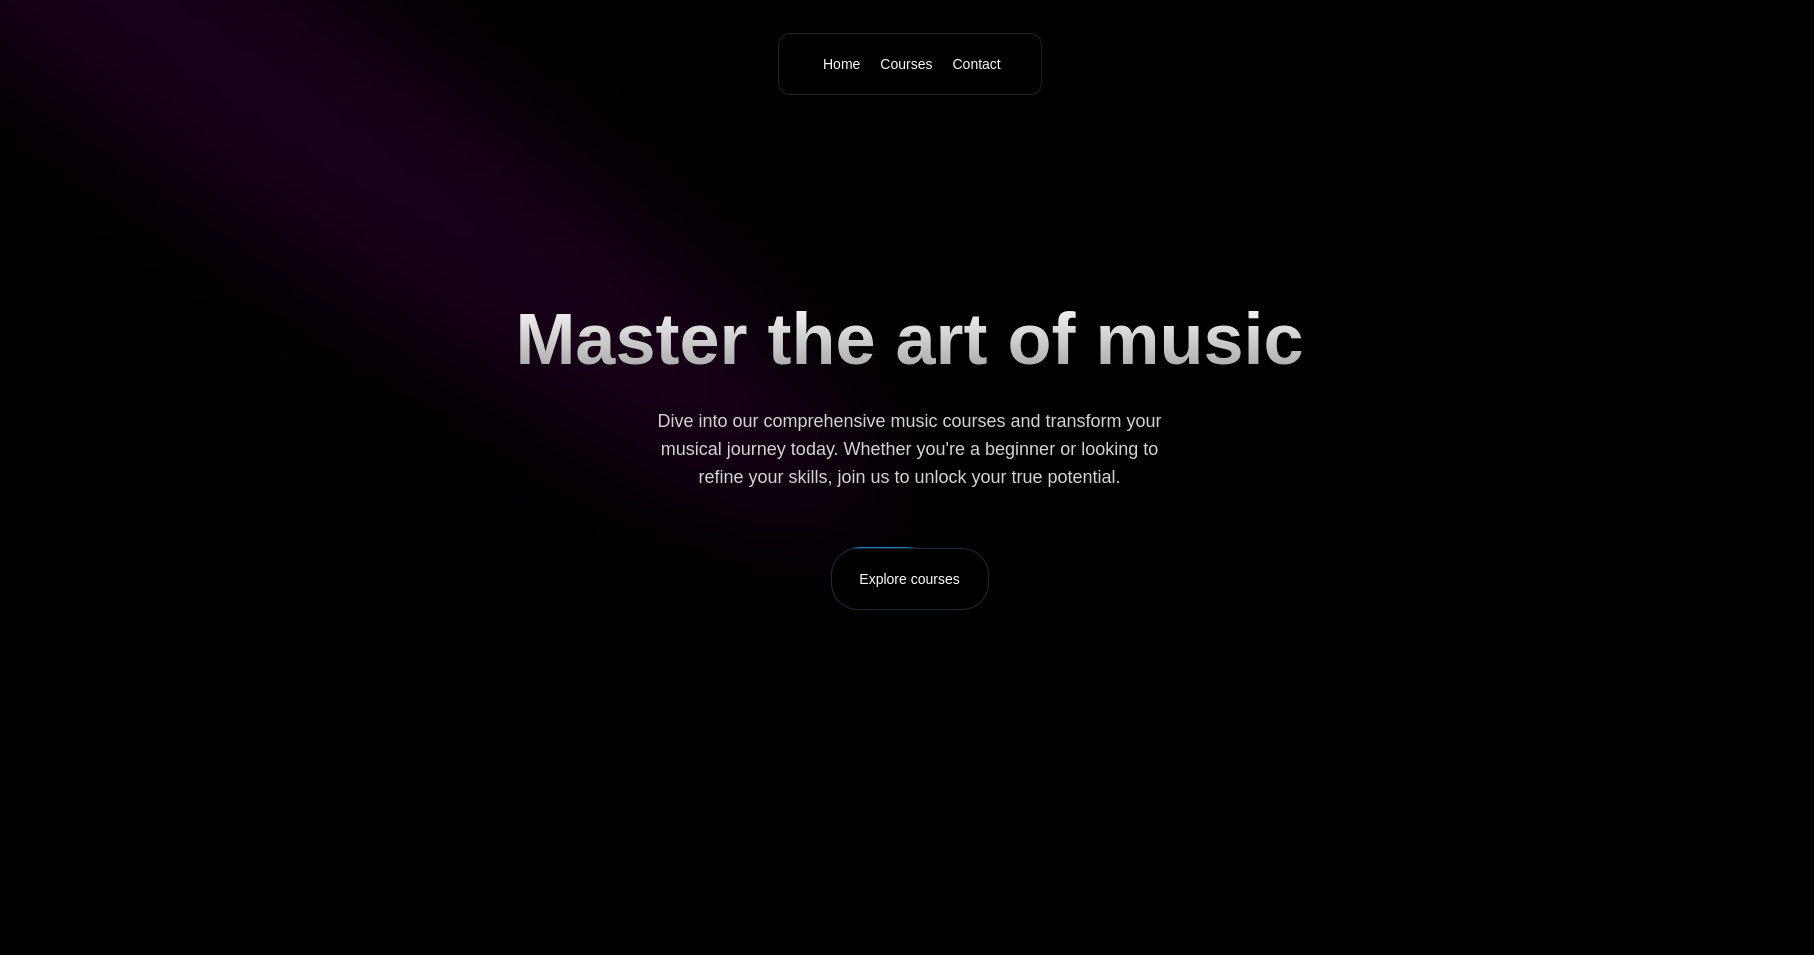 Home Courses Contact
Master the art of music
Dive into our comprehensive music courses and transform your
musical journey today. Whether you're a beginner or looking to
refine your skills, join us to unlock your true potential.
Explore courses